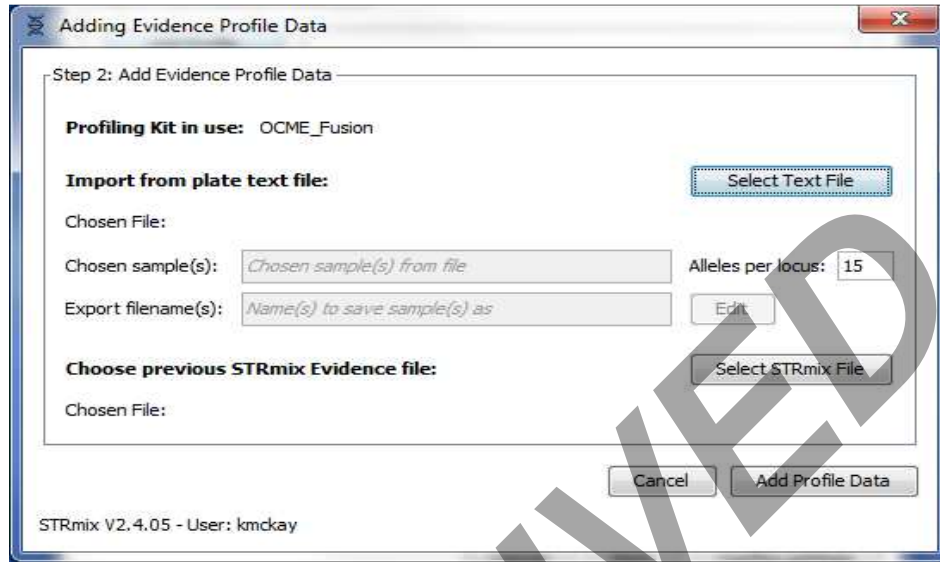 Adding Evidence Profile Data
Step 2: Add Evidence Profile Data
Profiling Kit in use: OCME_Fusion
Import from plate text file: Select Text File
Chosen File:
Chosen sample(s): Chosen sample(s) from file Alleles per locus: 15
Export filename(s): Name(s) to save sample(s) as Edit
Choose previous STRmix Evidence file: Select STRmix File
Chosen File:
Cancel Add Profile Data
STRmix V2.4.05 - User: kmckay